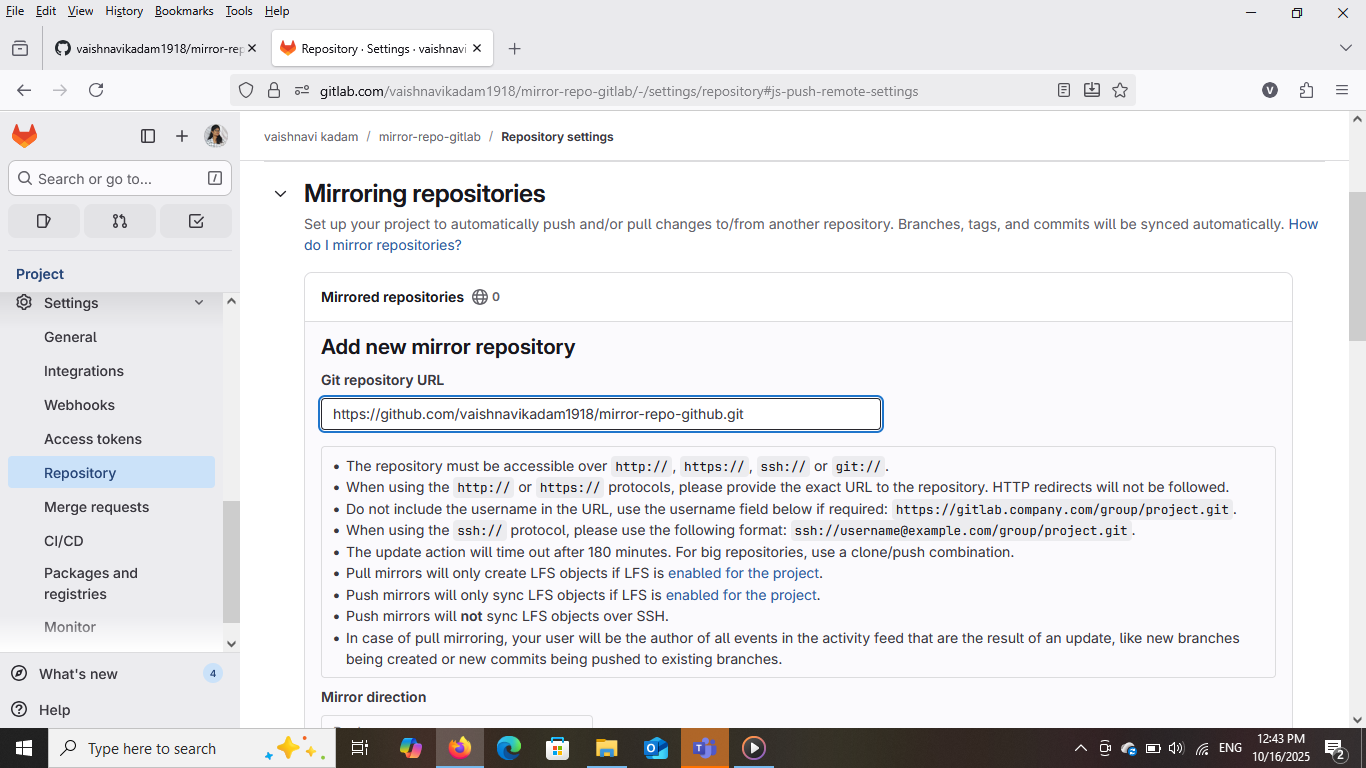 File Edit View History Bookmarks Tools Help
vaishnavikadam1918/mirror-rep
Repository · Settings · vaishnavi
gitlab.com/vaishnavikadam1918/mirror-repo-gitlab/-/settings/repository#js-push-remote-settings
V
vaishnavi kadam / mirror-repo-gitlab / Repository settings
Search or go to... /
Project
Settings
General
Integrations
Webhooks
Access tokens
Repository
Merge requests
CI/CD
Packages and
registries
Monitor
What's new 4
Help
Mirroring repositories
Set up your project to automatically push and/or pull changes to/from another repository. Branches, tags, and commits will be synced automatically. How
do I mirror repositories?
Mirrored repositories 0
Add new mirror repository
Git repository URL
https://github.com/vaishnavikadam1918/mirror-repo-github.git
• The repository must be accessible over http://, https://, ssh:// or git://.
• When using the http:// or https:// protocols, please provide the exact URL to the repository. HTTP redirects will not be followed.
• Do not include the username in the URL, use the username field below if required: https://gitlab.company.com/group/project.git.
• When using the ssh:// protocol, please use the following format: ssh://username@example.com/group/project.git.
• The update action will time out after 180 minutes. For big repositories, use a clone/push combination.
• Pull mirrors will only create LFS objects if LFS is enabled for the project.
• Push mirrors will only sync LFS objects if LFS is enabled for the project.
• Push mirrors will not sync LFS objects over SSH.
• In case of pull mirroring, your user will be the author of all events in the activity feed that are the result of an update, like new branches
being created or new commits being pushed to existing branches.
Mirror direction
Type here to search
ENG
12:43 PM
10/16/2025
2